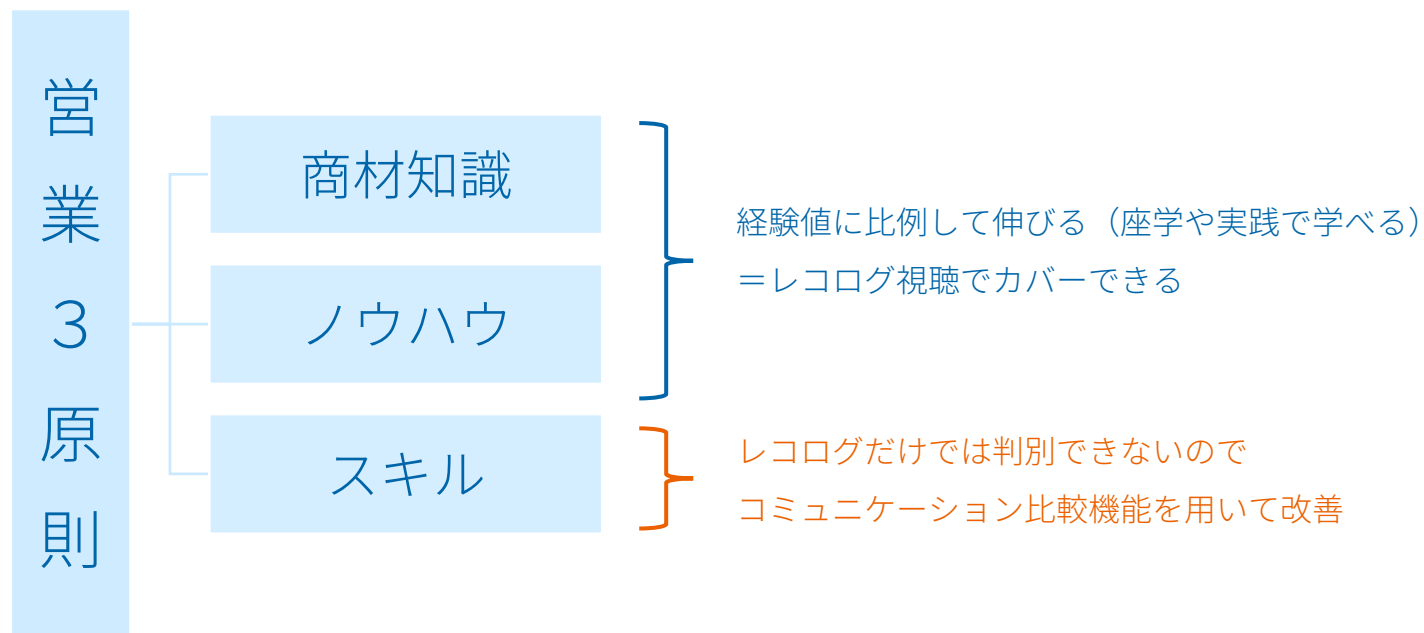 営業３原則
商材知識
ノウハウ
スキル
経験値に比例して伸びる（座学や実践で学べる）
＝レコログ視聴でカバーできる
レコログだけでは判別できないので
コミュニケーション比較機能を用いて改善